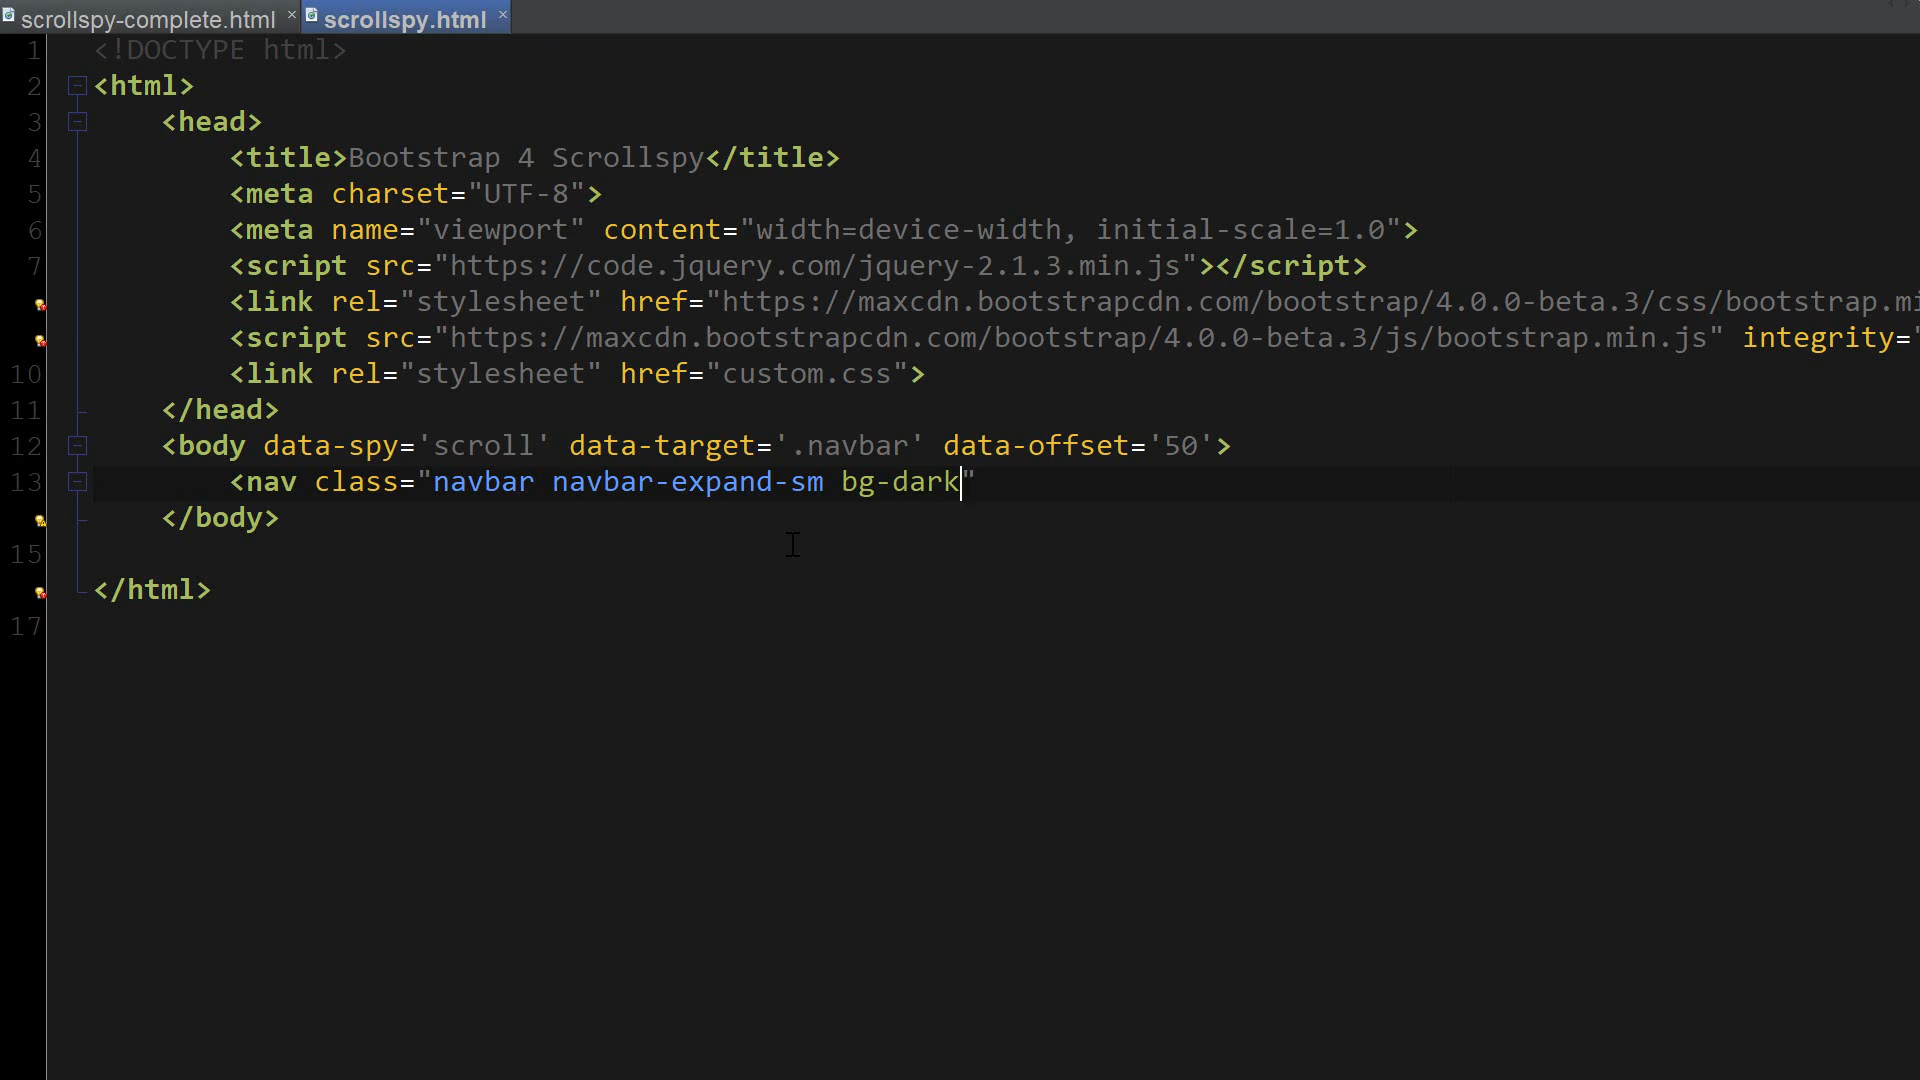 scrollspy-complete.html × scrollspy.html ×
1 <!DOCTYPE html>
2 <html>
3 <head>
4 <title>Bootstrap 4 Scrollspy</title>
5 <meta charset="UTF-8">
6 <meta name="viewport" content="width=device-width, initial-scale=1.0">
7 <script src="https://code.jquery.com/jquery-2.1.3.min.js"></script>
<link rel="stylesheet" href="https://maxcdn.bootstrapcdn.com/bootstrap/4.0.0-beta.3/css/bootstrap.mi
<script src="https://maxcdn.bootstrapcdn.com/bootstrap/4.0.0-beta.3/js/bootstrap.min.js" integrity="
10 <link rel="stylesheet" href="custom.css">
11 </head>
12 <body data-spy='scroll' data-target='.navbar' data-offset='50'>
13 <nav class="navbar navbar-expand-sm bg-dark"
</body>
15
</html>
17